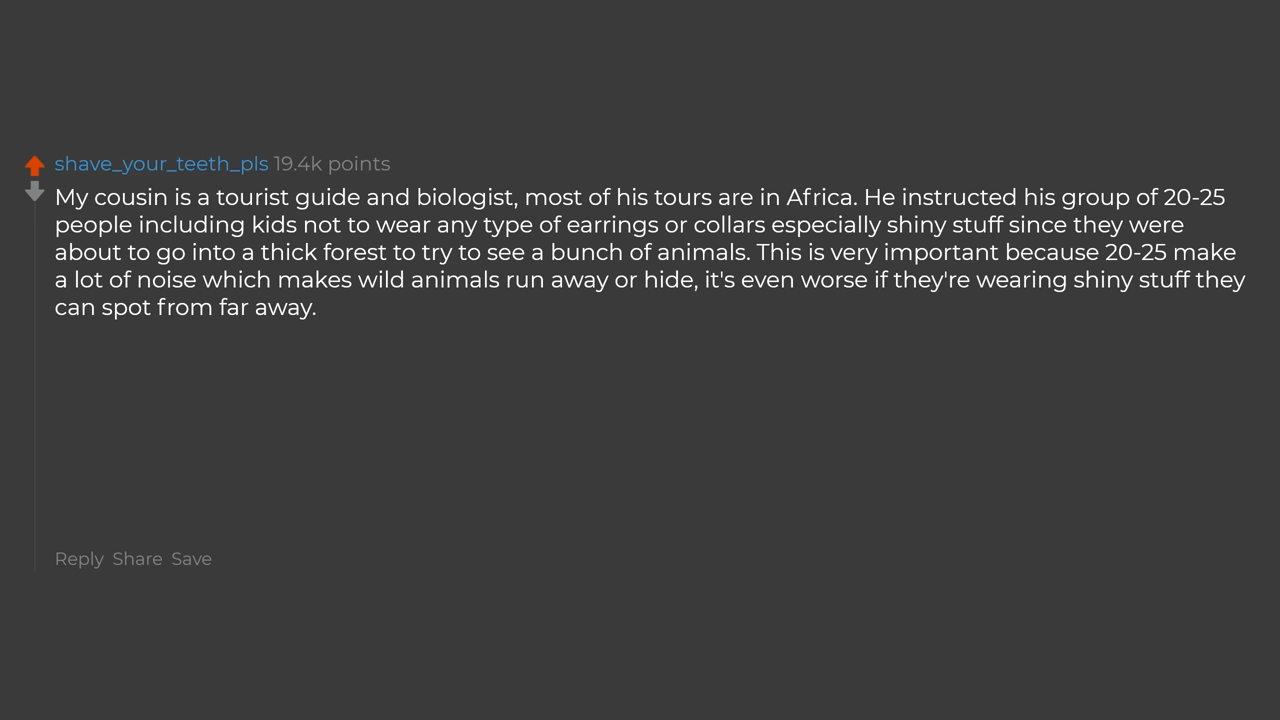 shave_your_teeth_pls 19.4k points
My cousin is a tourist guide and biologist, most of his tours are in Africa. He instructed his group of 20-25
people including kids not to wear any type of earrings or collars especially shiny stuff since they were
about to go into a thick forest to try to see a bunch of animals. This is very important because 20-25 make
a lot of noise which makes wild animals run away or hide, it's even worse if they're wearing shiny stuff they
can spot from far away.
Reply Share Save